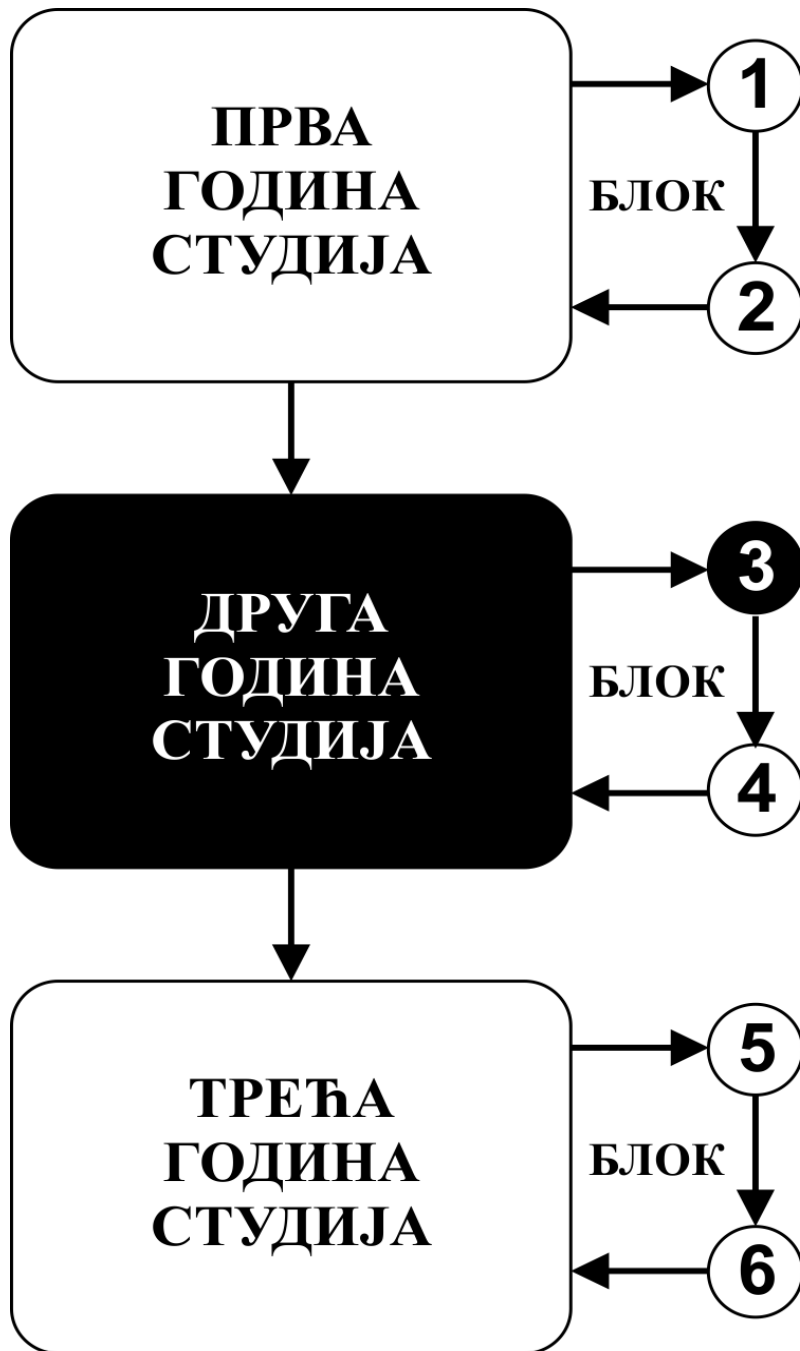 ПРВА
ГОДИНА
СТУДИЈА
1
БЛОК
2
ДРУГА
ГОДИНА
СТУДИЈА
3
БЛОК
4
ТРЕЋА
ГОДИНА
СТУДИЈА
5
БЛОК
6